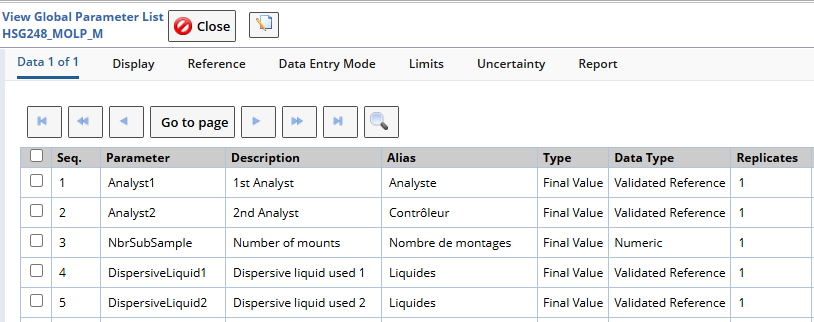 View Global Parameter List
HSG248_MOLP_M
Close
Data 1 of 1 Display Reference Data Entry Mode Limits Uncertainty Report
Go to page
Seq. Parameter Description Alias Type Data Type Replicates
1 Analyst1 1st Analyst Analyste Final Value Validated Reference 1
2 Analyst2 2nd Analyst Contrôleur Final Value Validated Reference 1
3 NbrSubSample Number of mounts Nombre de montages Final Value Numeric 1
4 DispersiveLiquid1 Dispersive liquid used 1 Liquides Final Value Validated Reference 1
5 DispersiveLiquid2 Dispersive liquid used 2 Liquides Final Value Validated Reference 1